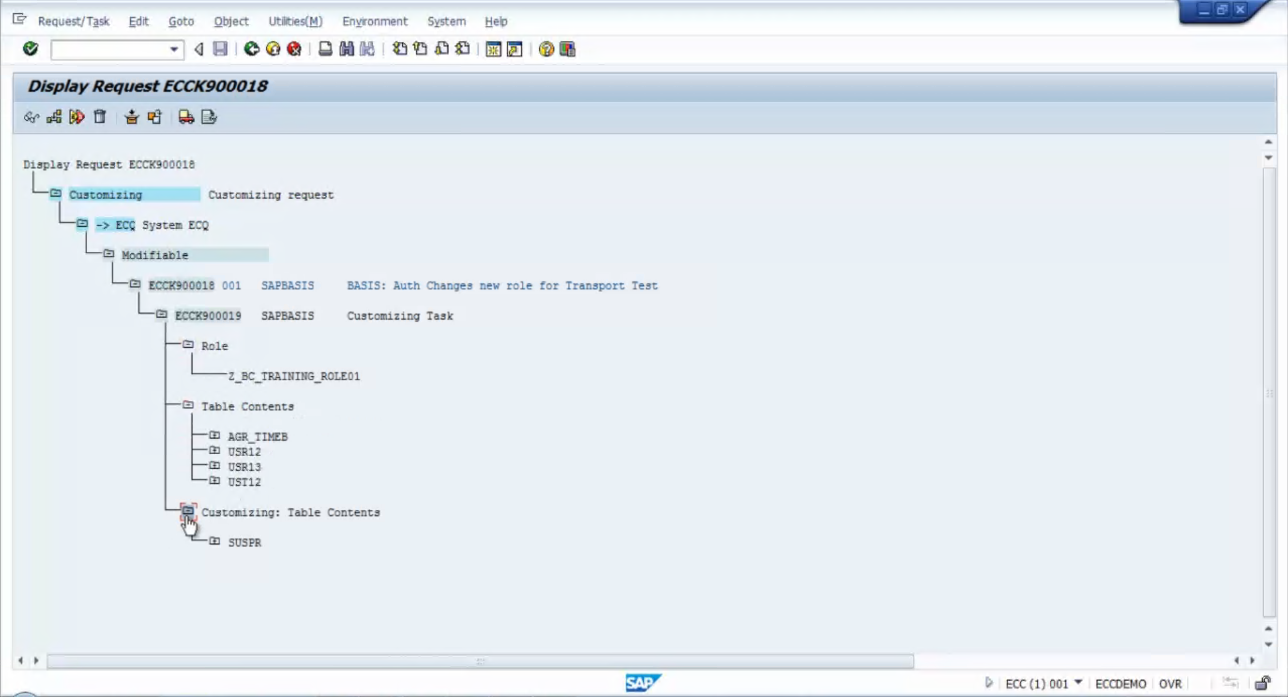 Request/Task Edit Goto Object Utilities(M) Environment System Help
Display Request ECCK900018
Display Request ECCK900018
Customizing Customizing request
-> ECQ System ECQ
Modifiable
ECCK900018 001 SAPBASIS BASIS: Auth Changes new role for Transport Test
ECCK900019 SAPBASIS Customizing Task
Role
Z_BC_TRAINING_ROLE01
Table Contents
AGR_TIMEB
USR12
USR13
UST12
Customizing: Table Contents
SUSPR
SAP ECC (1) 001 ECCDEMO OVR